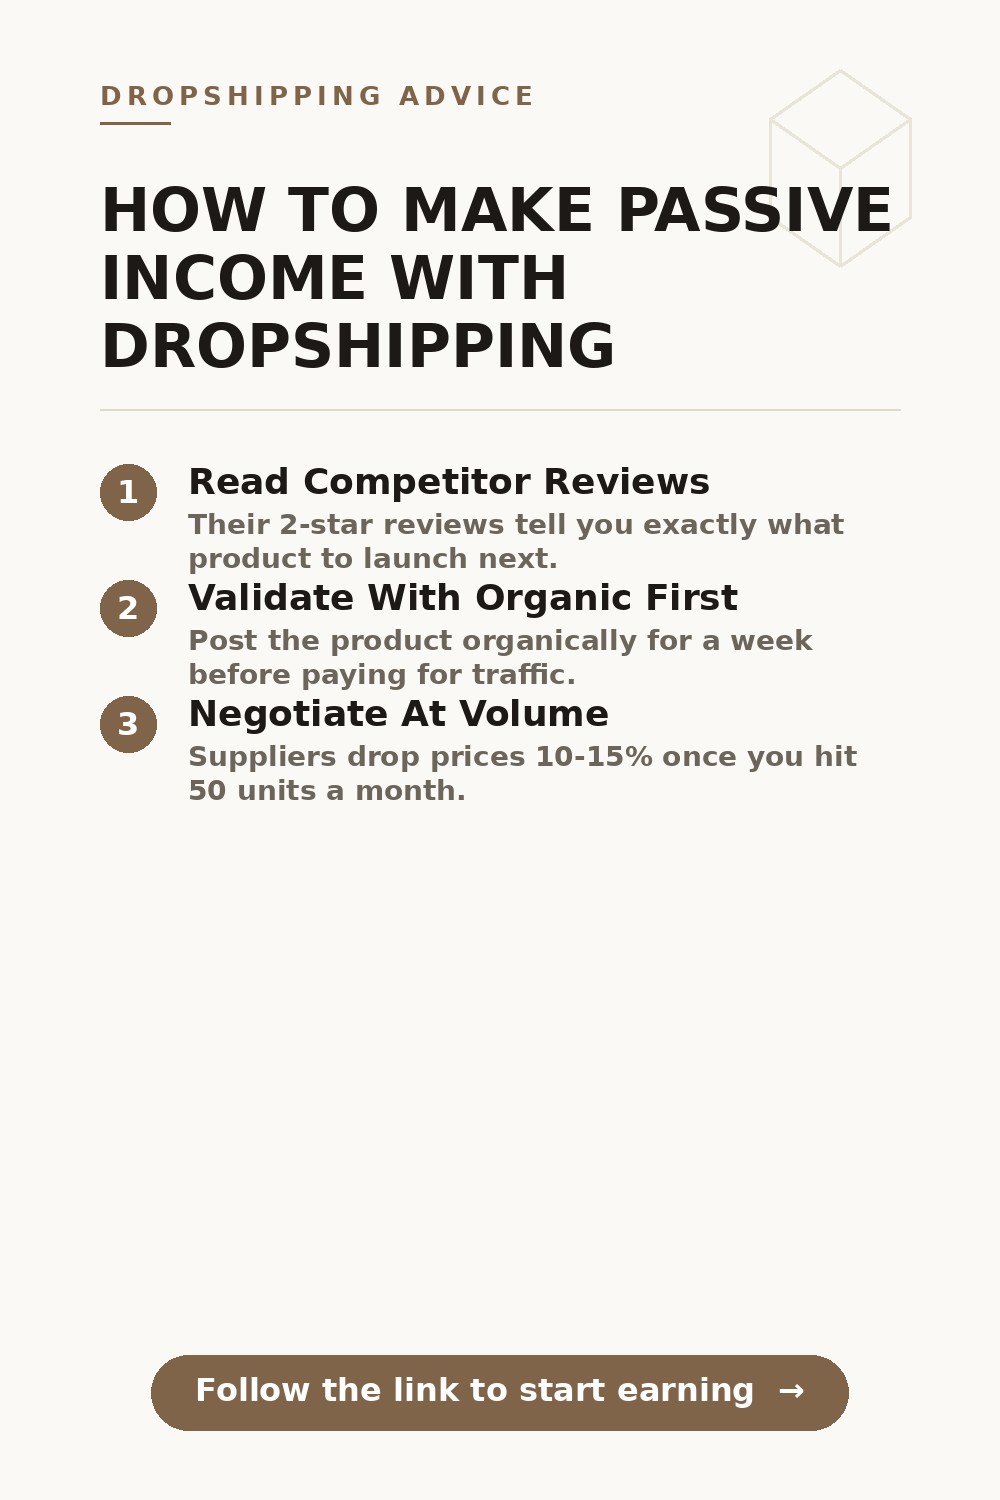 DROPSHIPPING ADVICE
HOW TO MAKE PASSIVE
INCOME WITH
DROPSHIPPING
1 Read Competitor Reviews
Their 2-star reviews tell you exactly what
product to launch next.
2 Validate With Organic First
Post the product organically for a week
before paying for traffic.
3 Negotiate At Volume
Suppliers drop prices 10-15% once you hit
50 units a month.
Follow the link to start earning →